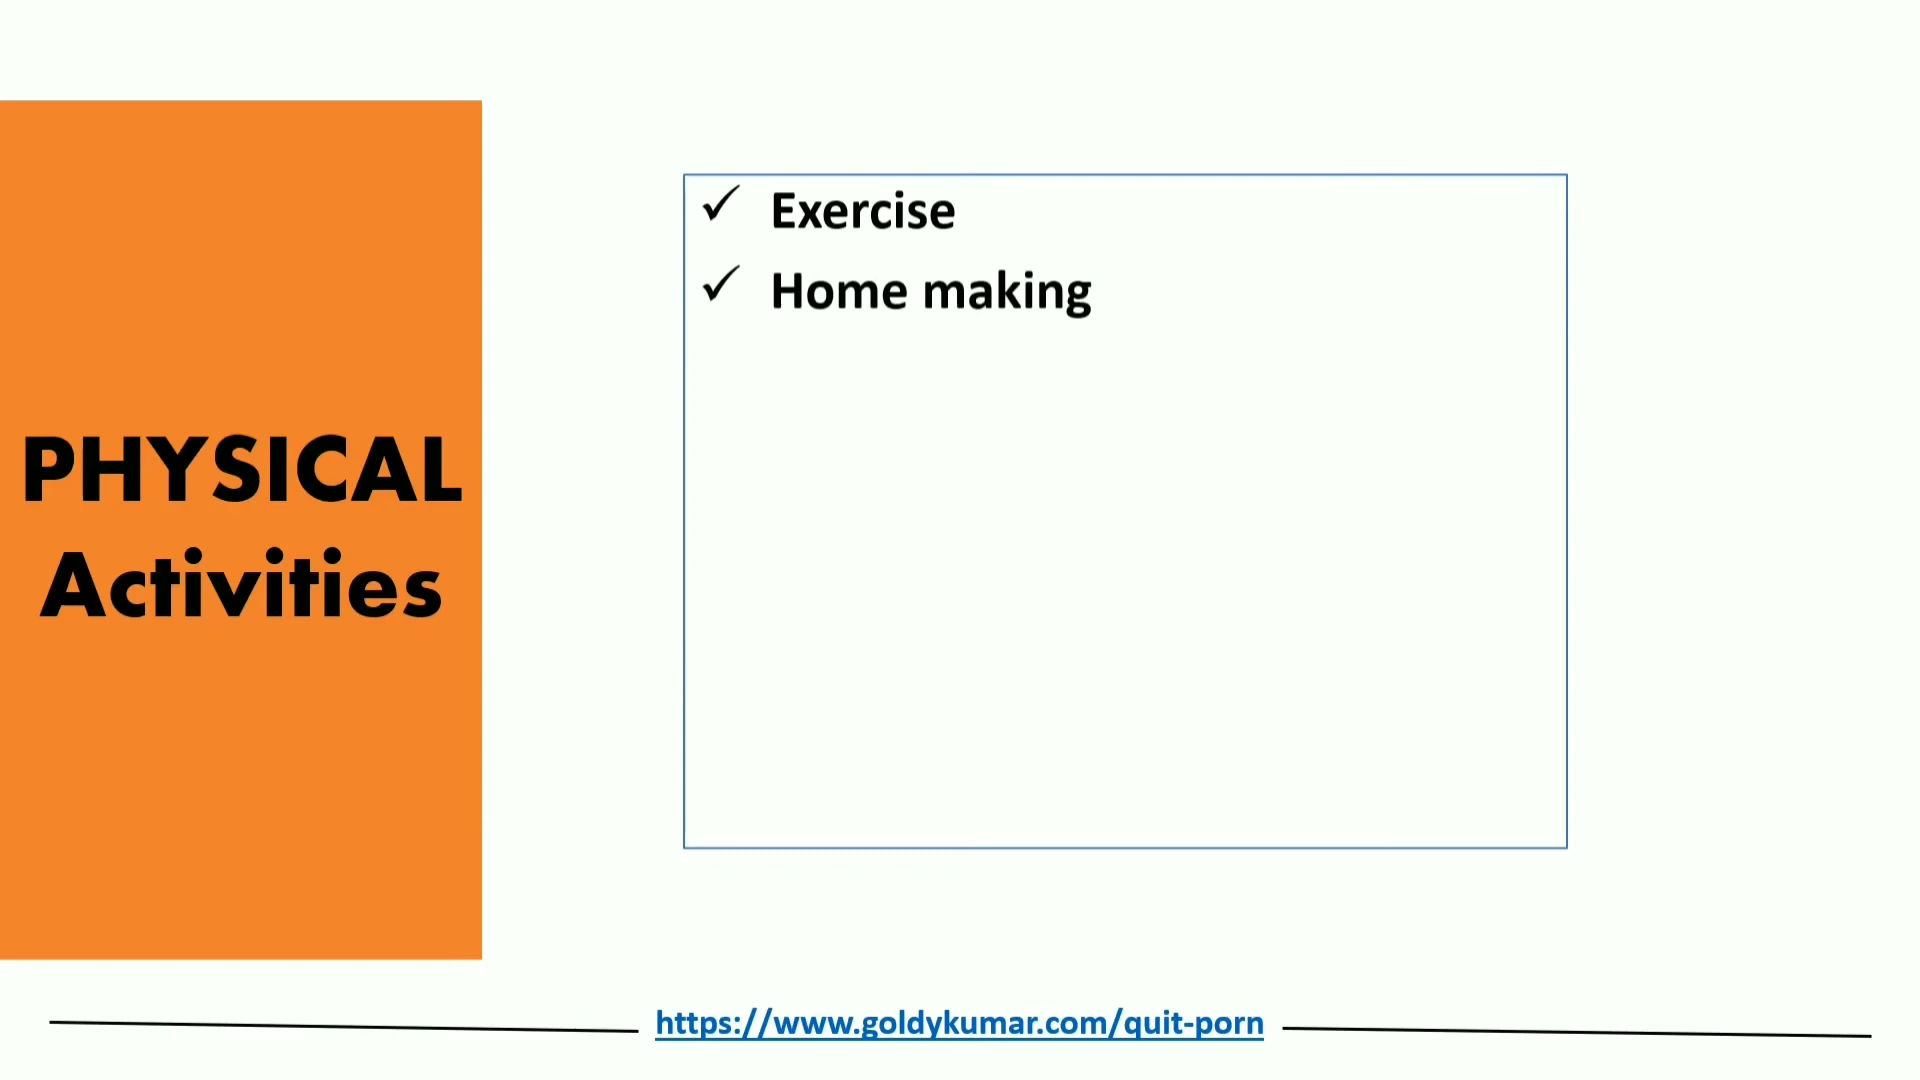 PHYSICAL
Activities
✓ Exercise
✓ Home making
https://www.goldykumar.com/quit-porn